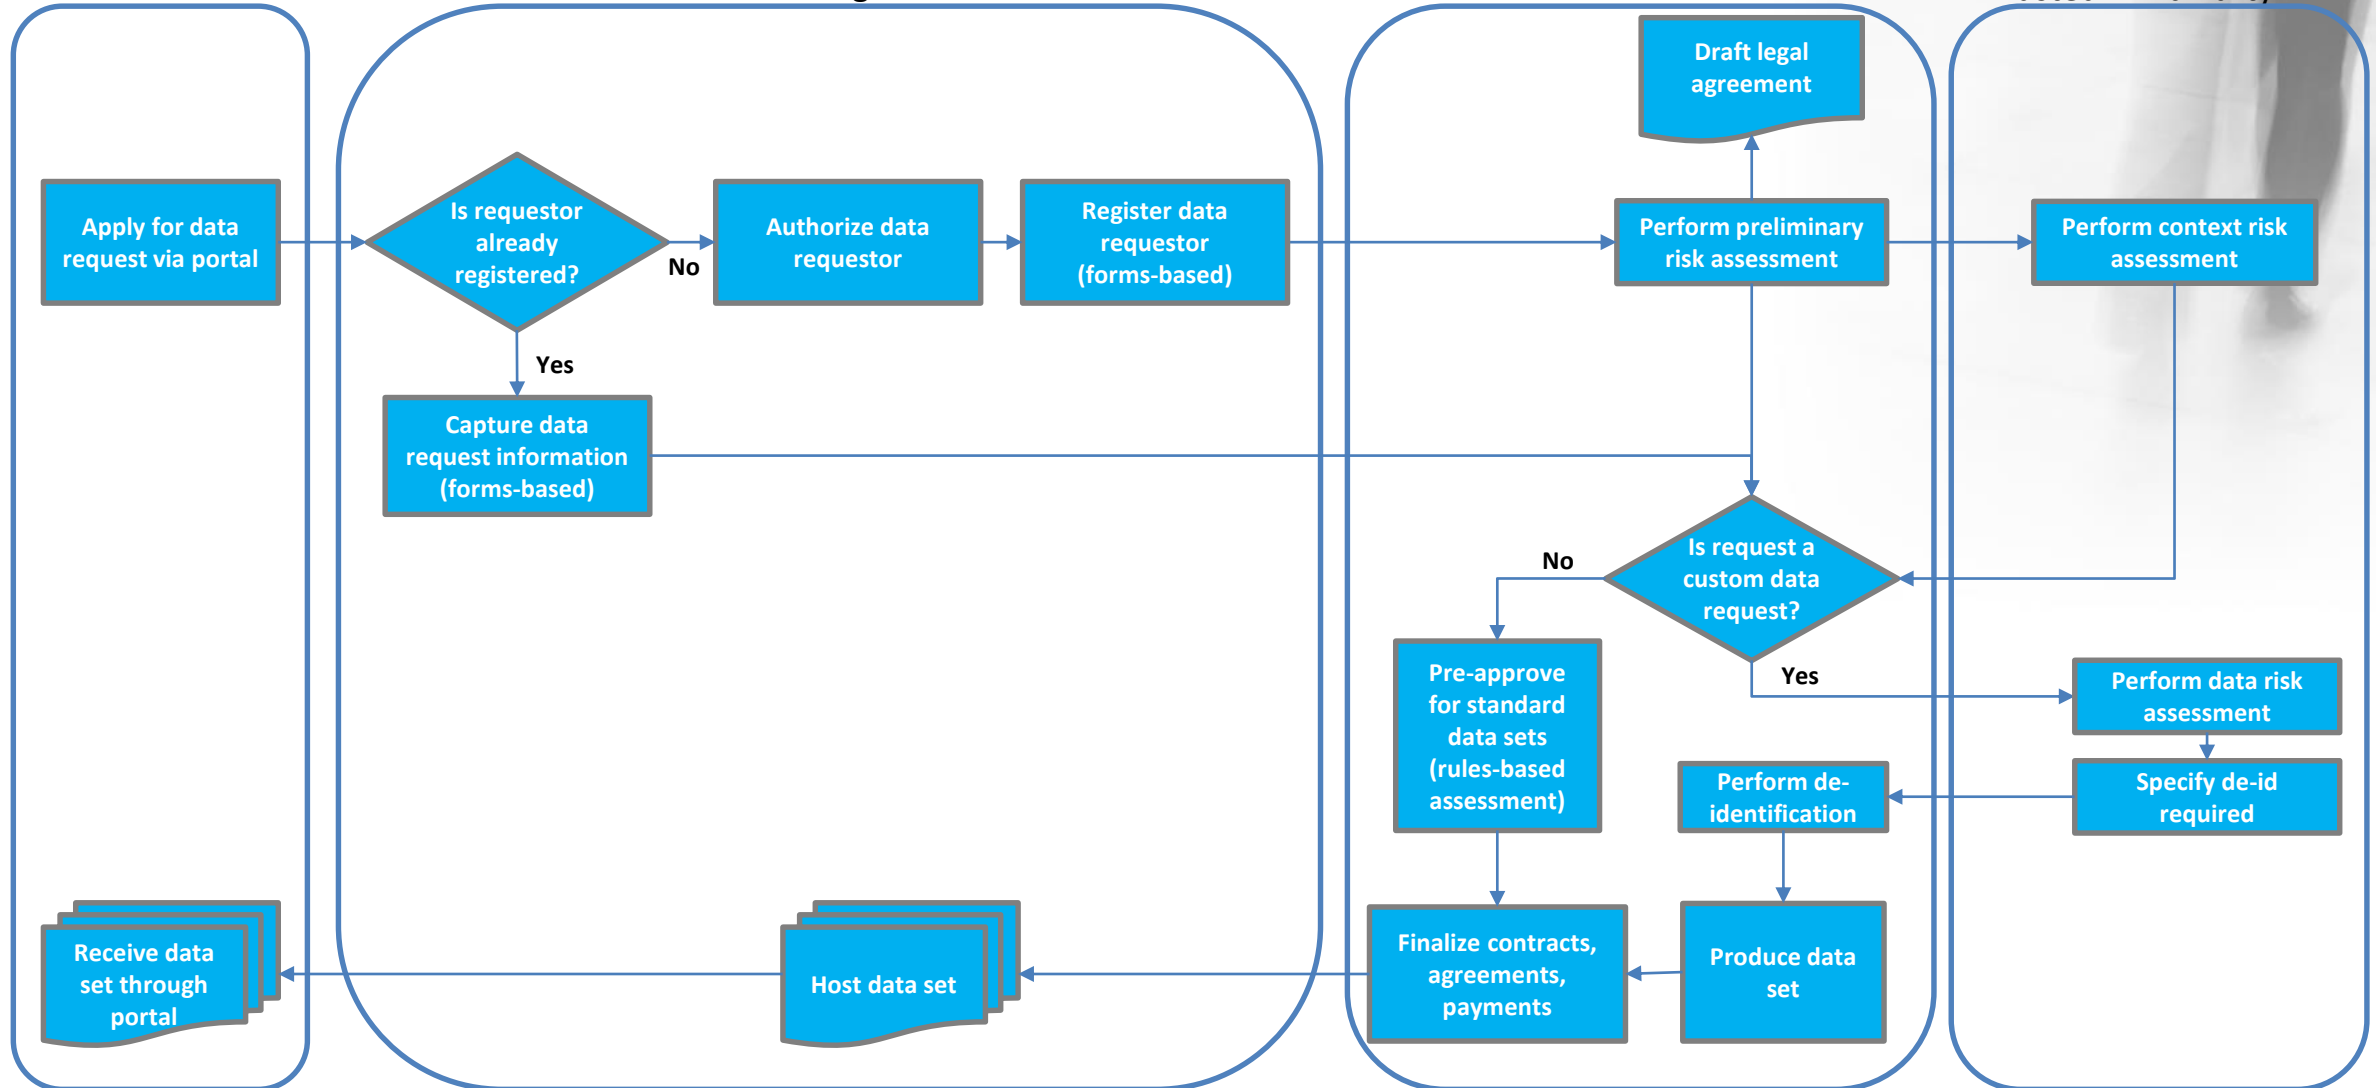 Draft legal
agreement
Apply for data
request via portal
Is requestor
already
registered?
No
Authorize data
requestor
Register data
requestor
(forms-based)
Perform preliminary
risk assessment
Perform context risk
assessment
Yes
Capture data
request information
(forms-based)
Is request a
custom data
request?
No
Yes
Pre-approve
for standard
data sets
(rules-based
assessment)
Perform data risk
assessment
Perform de-
identification
Specify de-id
required
Receive data
set through
portal
Host data set
Finalize contracts,
agreements,
payments
Produce data
set